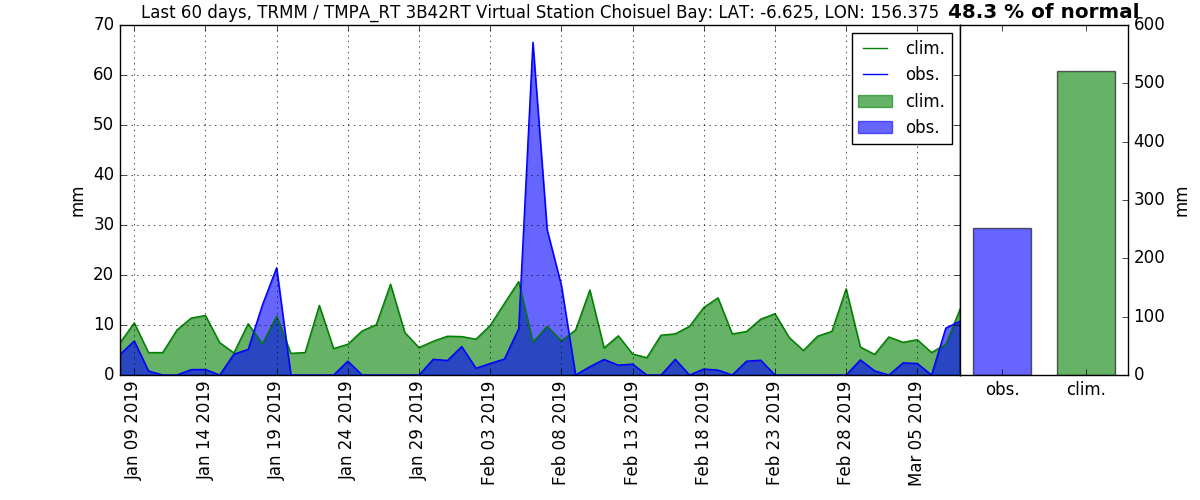 Last 60 days, TRMM / TMPA_RT 3B42RT Virtual Station Choisuel Bay: LAT: -6.625, LON: 156.375
48.3 % of normal
70
60
50
40
30
20
10
0
mm
clim.
obs.
clim.
obs.
600
500
400
300
200
100
0
mm
obs.
clim.
Jan 09 2019
Jan 14 2019
Jan 19 2019
Jan 24 2019
Jan 29 2019
Feb 03 2019
Feb 08 2019
Feb 13 2019
Feb 18 2019
Feb 23 2019
Feb 28 2019
Mar 05 2019